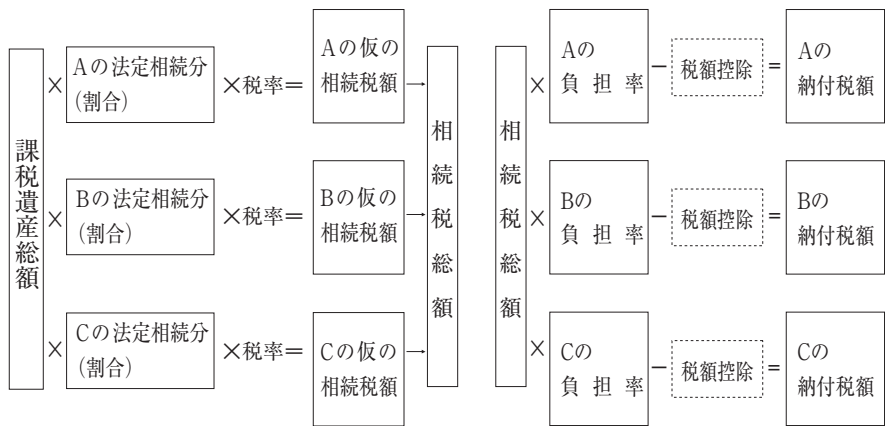 課税遺産総額
×
Aの法定相続分
(割合)
×税率＝
Aの仮の
相続税額
→
×
Bの法定相続分
(割合)
×税率＝
Bの仮の
相続税額
→
×
Cの法定相続分
(割合)
×税率＝
Cの仮の
相続税額
→
相続税総額
相続税総額
×
Aの
負担率
－
税額控除
=
Aの
納付税額
×
Bの
負担率
－
税額控除
=
Bの
納付税額
×
Cの
負担率
－
税額控除
=
Cの
納付税額